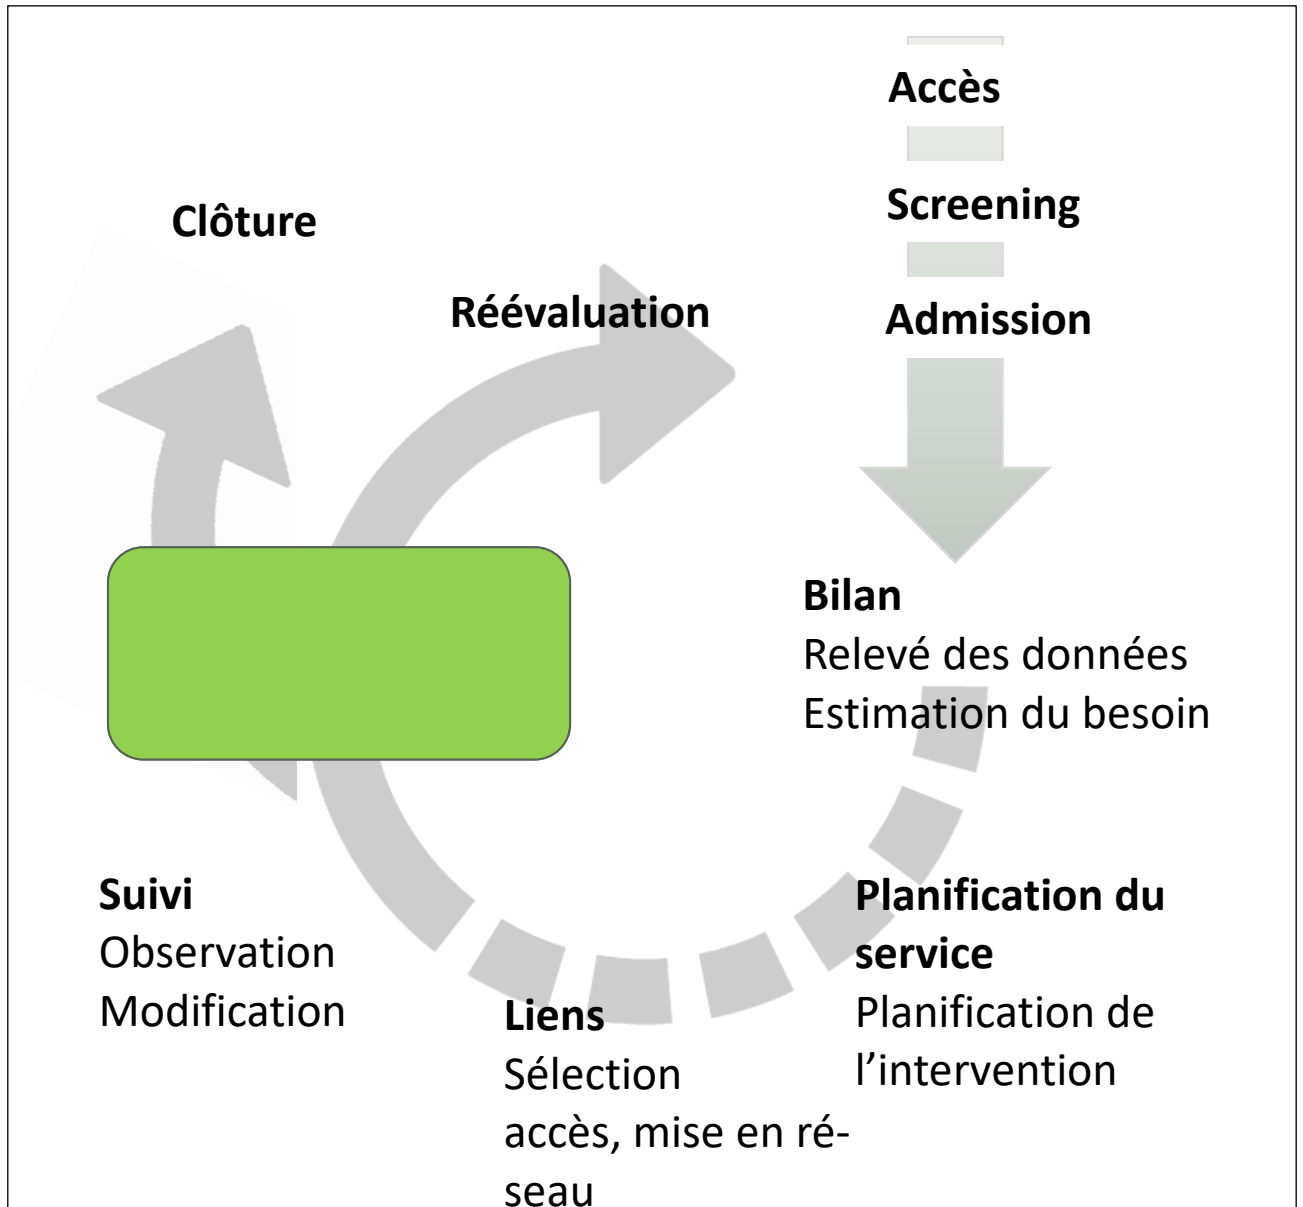 Accès
Screening
Admission
Clôture
Réévaluation
Bilan
Relevé des données
Estimation du besoin
Planification du
service
Planification de
l’intervention
Liens
Sélection
accès, mise en ré-
seau
Suivi
Observation
Modification